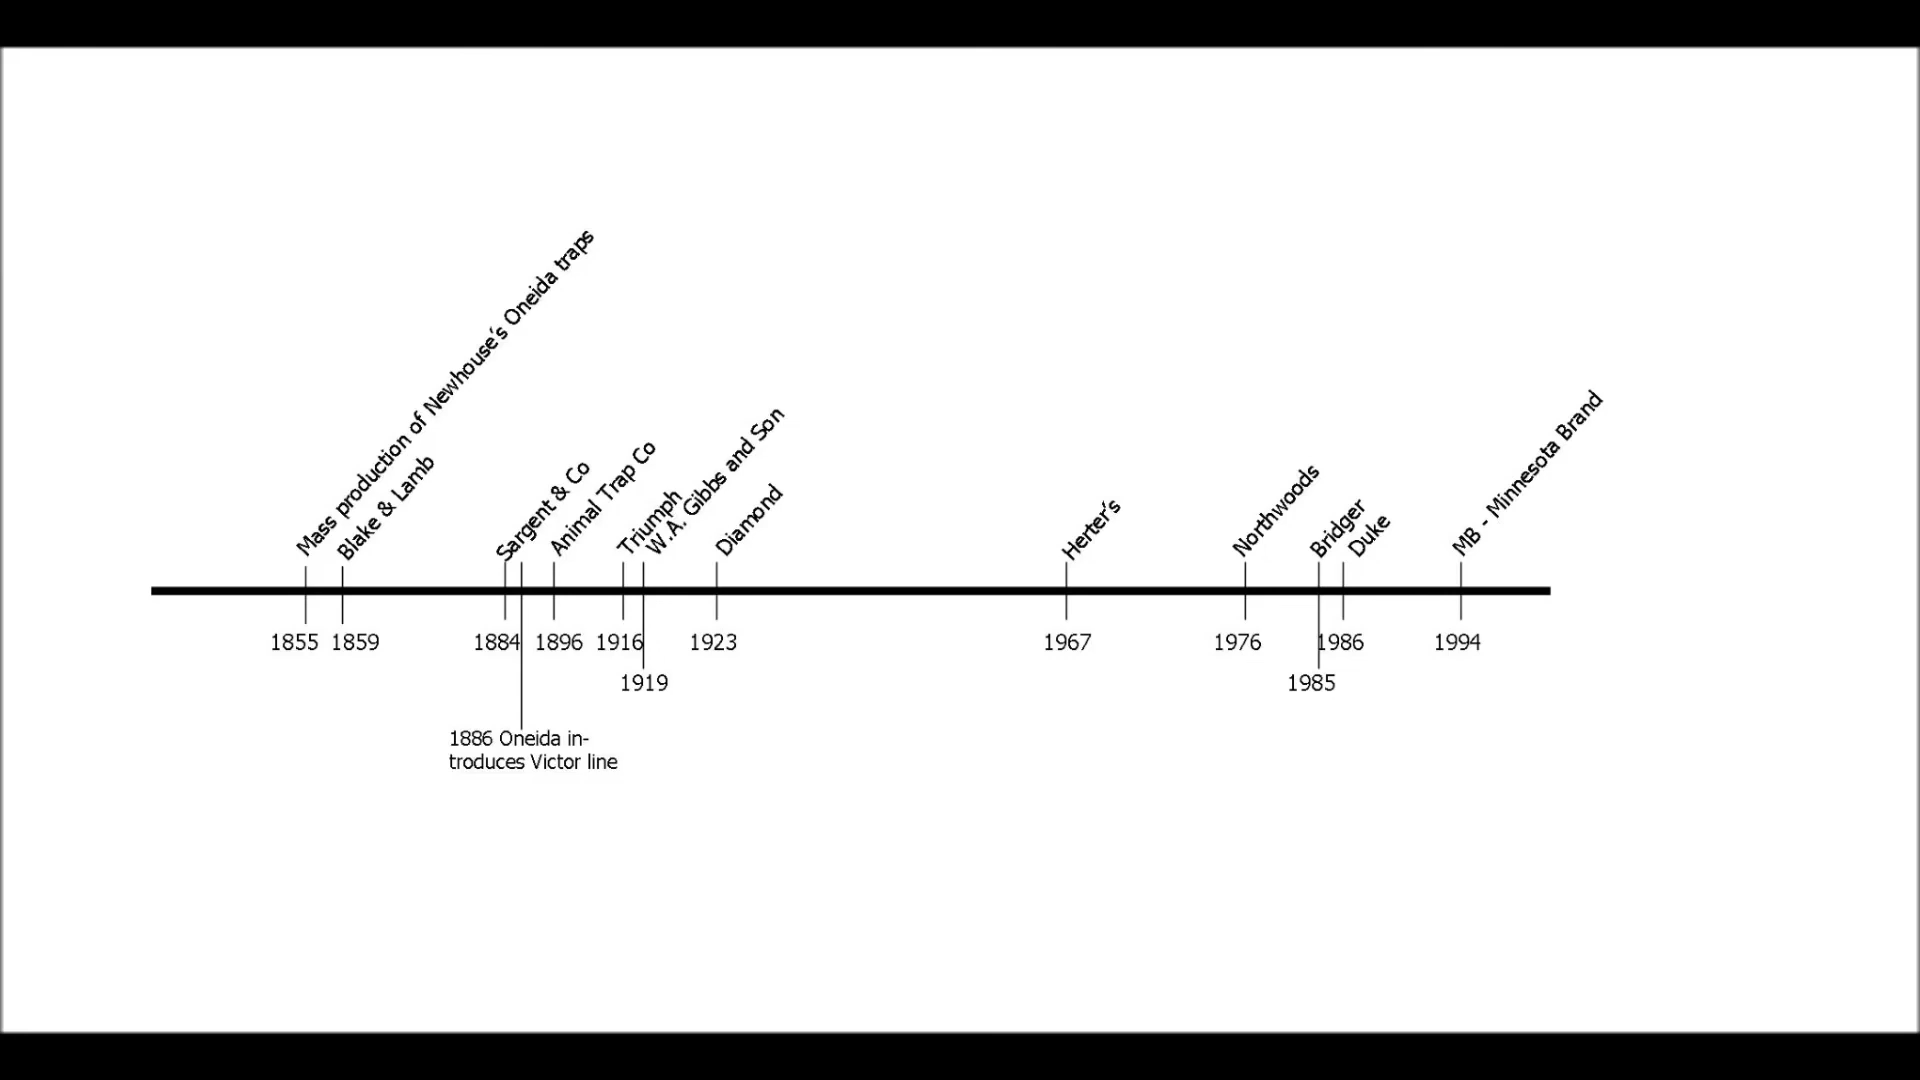 Mass production of Newhouse's Oneida traps
Blake & Lamb
Sargent & Co
Animal Trap Co
Triumph
W.A. Gibbs and Son
Diamond
Herter's
Northwoods
Bridger
Duke
MB - Minnesota Brand
1855
1859
1884
1896
1916
1923
1967
1976
1986
1994
1919
1985
1886 Oneida in-
troduces Victor line